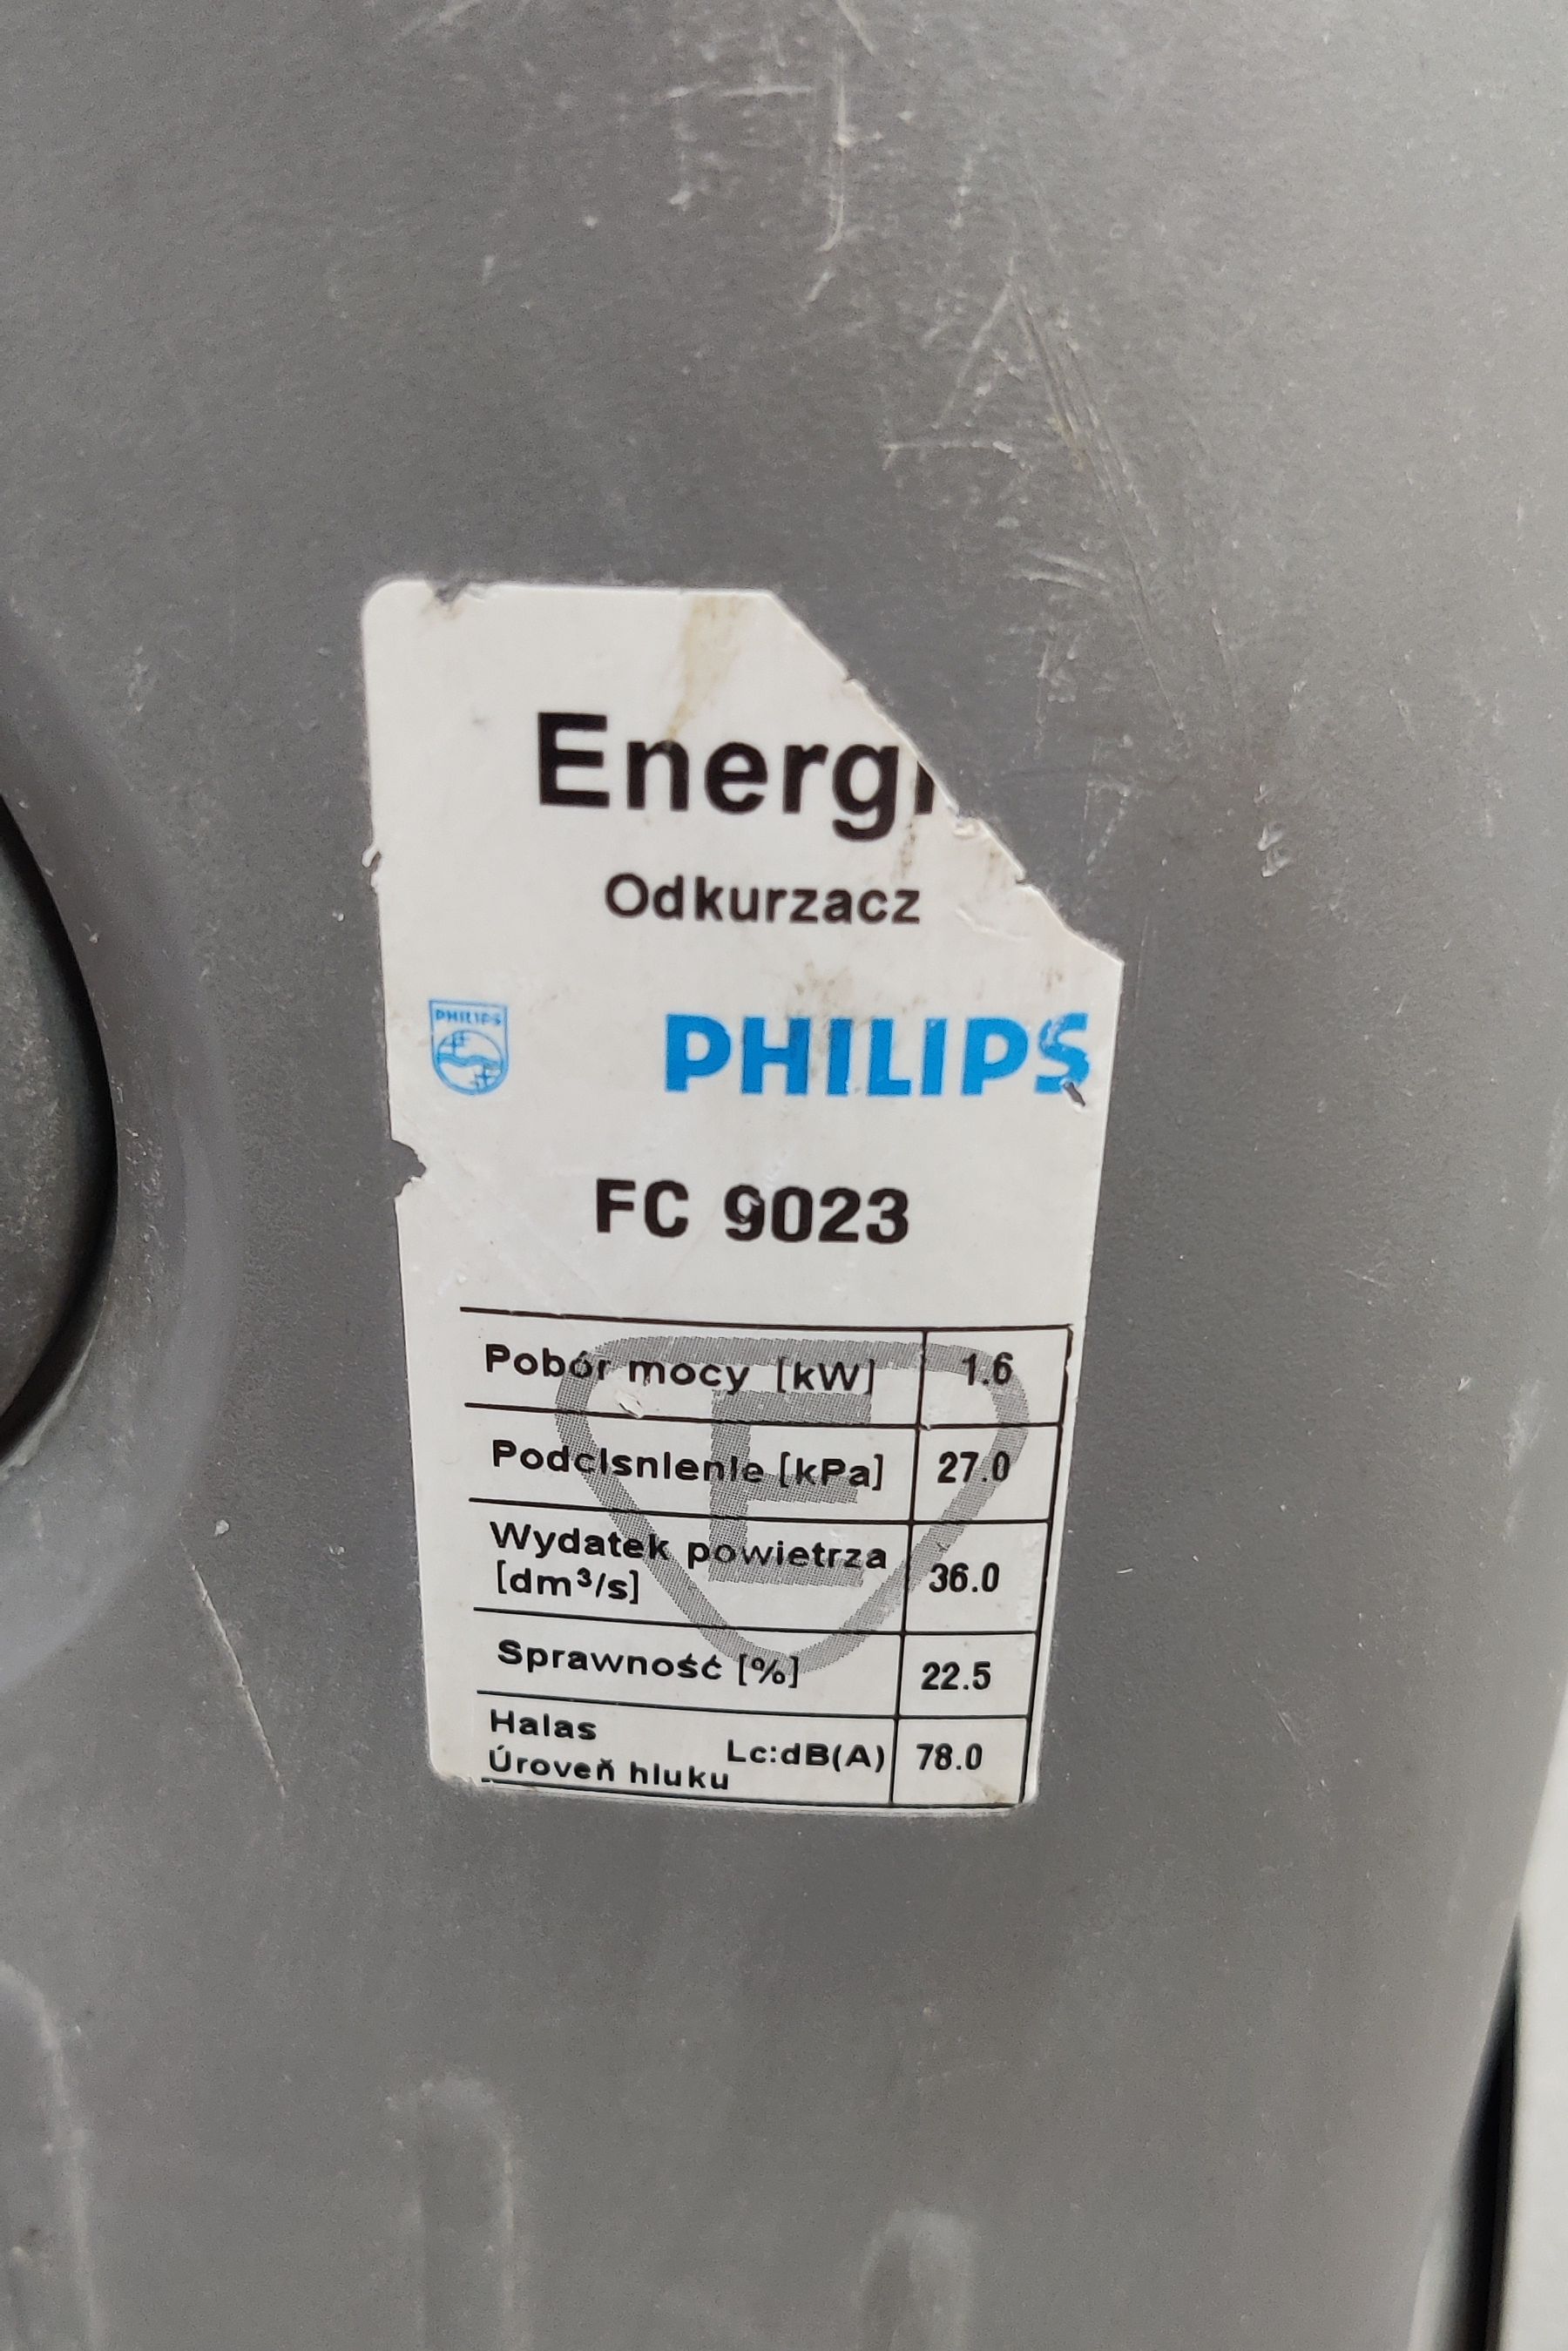 Energi
Odkurzacz
PHILIPS
PHILIPS
FC 9023
Pobór mocy [kW] 1.6
Podcisnienie [kPa] 27.0
Wydatek powietrza
[dm³/s] 36.0
Sprawność [%] 22.5
Halas
Úroveň hluku Lc:dB(A) 78.0
E